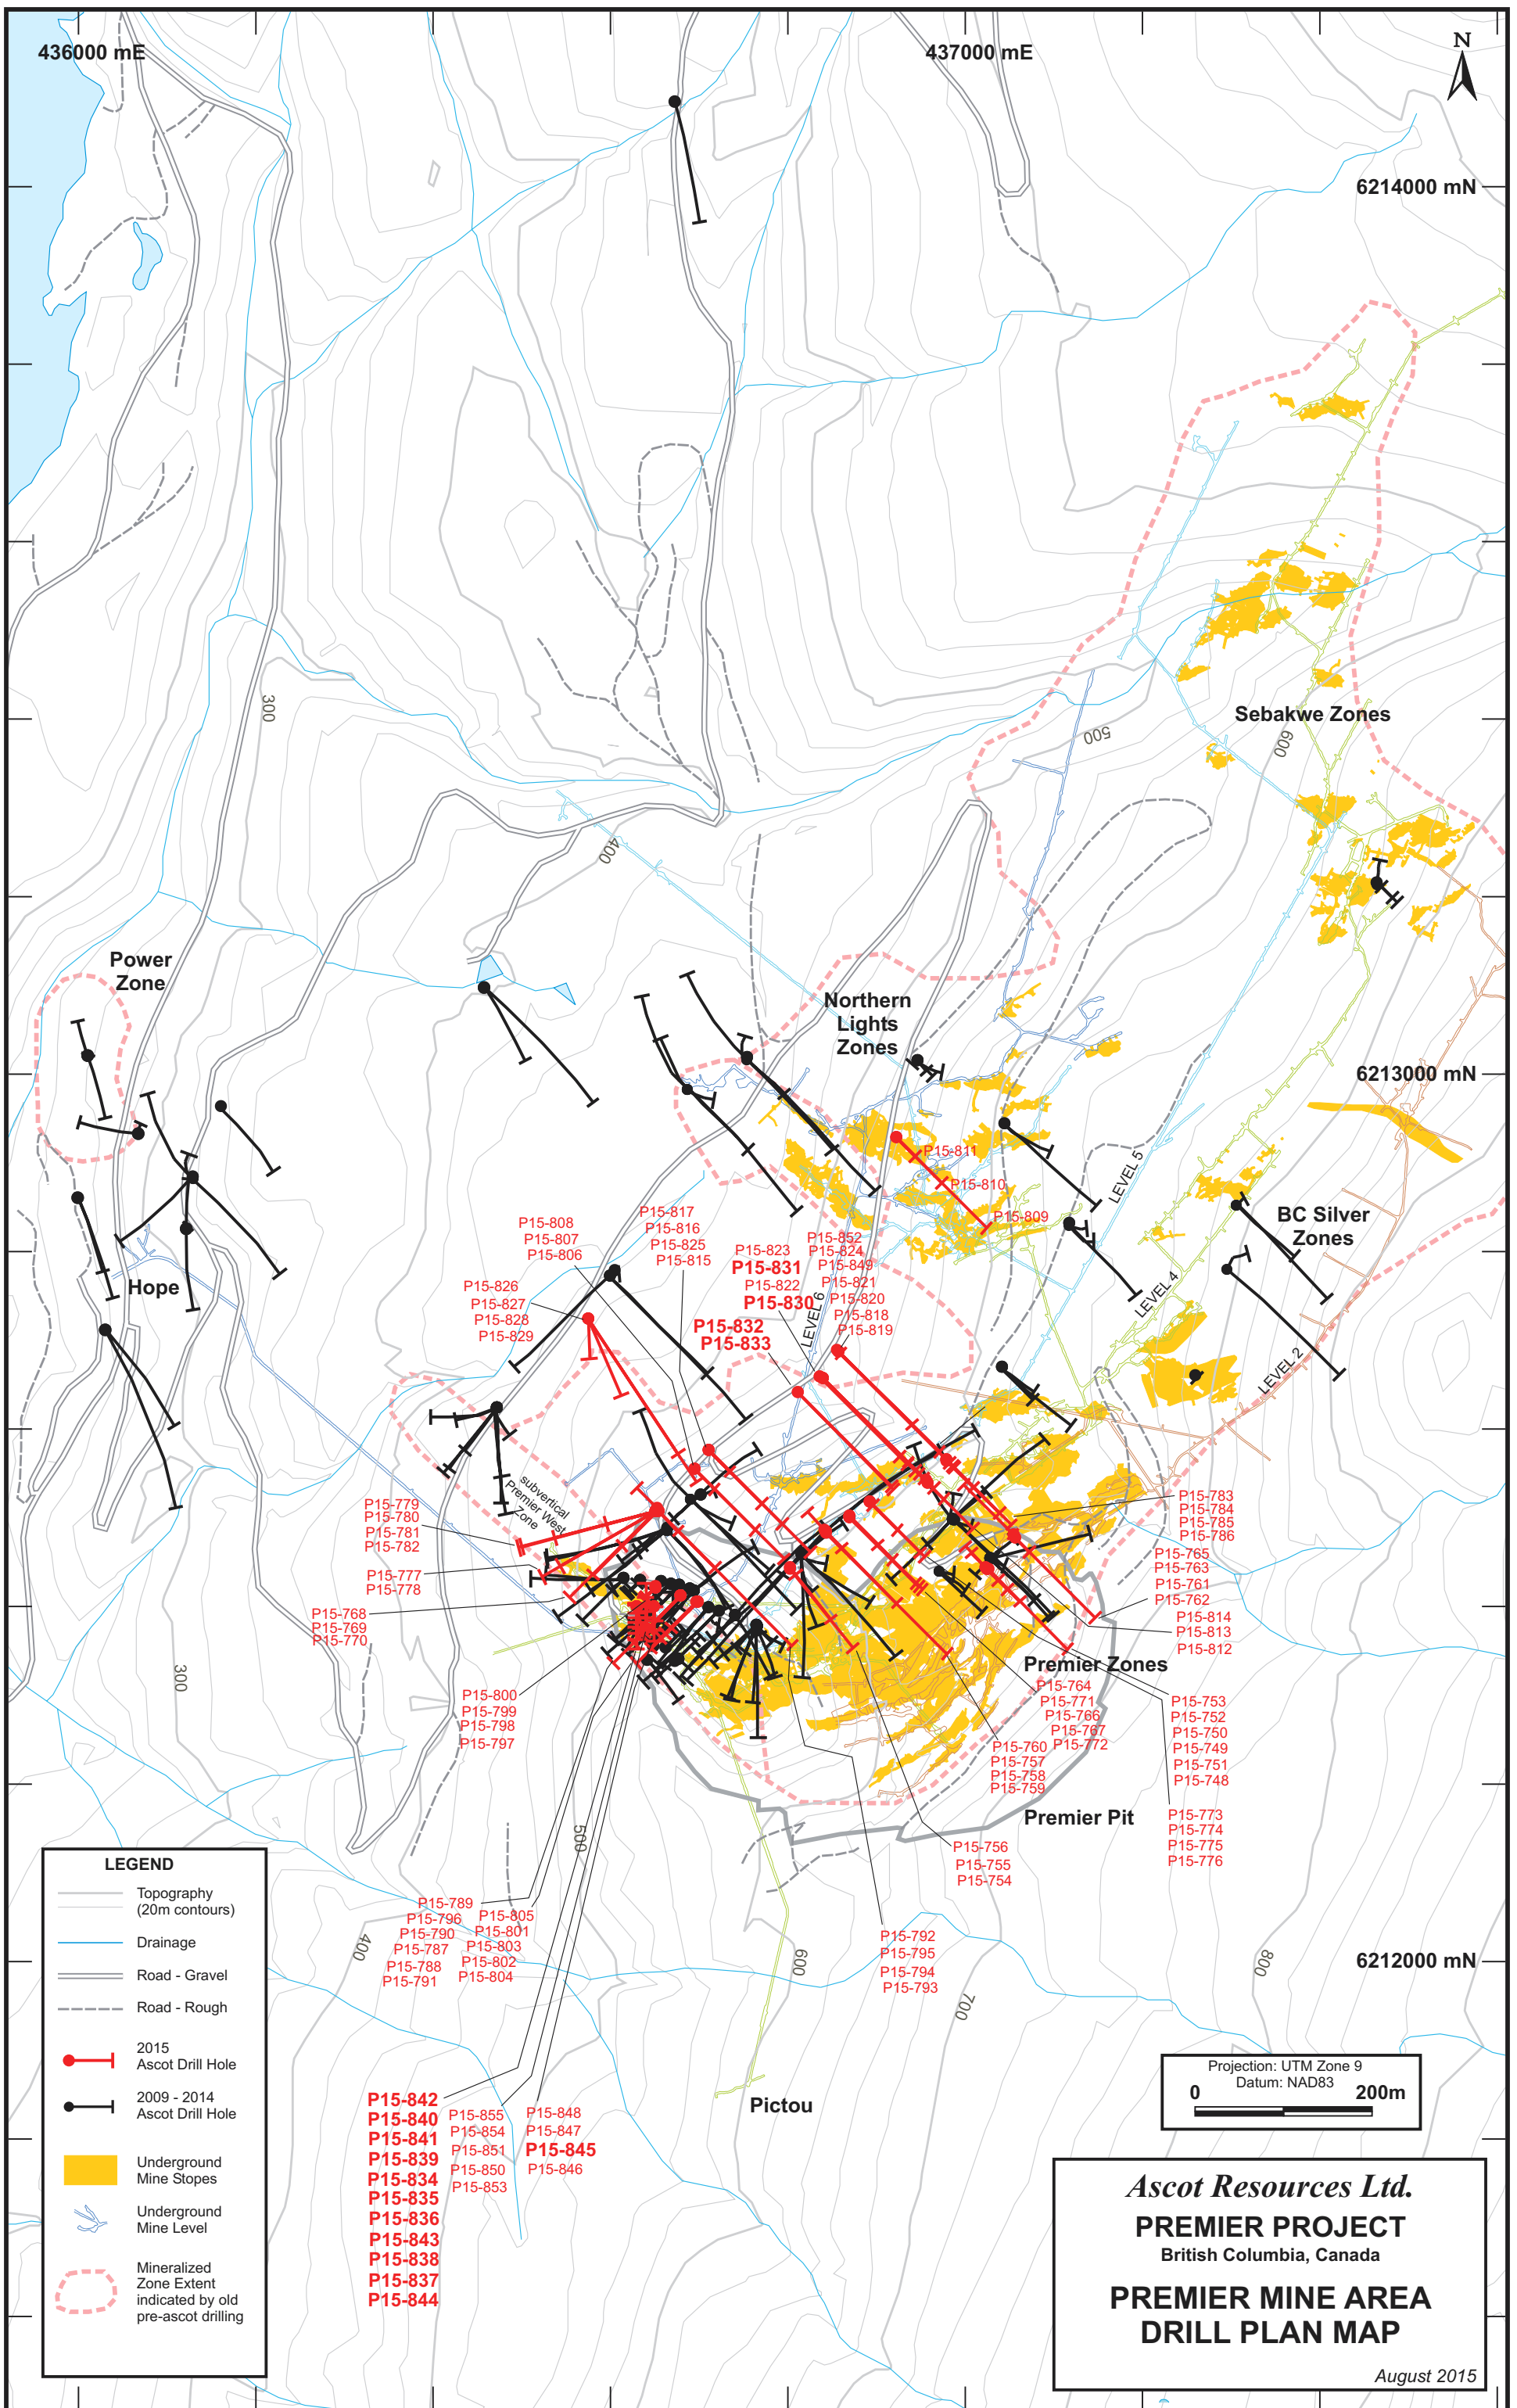 436000 mE
437000 mE
N
6214000 mN
300
500
600
Sebakwe Zones
400
Power
Zone
Northern
Lights
Zones
6213000 mN
P15-811
P15-810
P15-809
LEVEL 5
BC Silver
Zones
Hope
P15-808
P15-807
P15-806
P15-817
P15-816
P15-825
P15-815
P15-823
P15-831
P15-822
P15-830
P15-852
P15-824
P15-849
P15-821
P15-820
P15-818
P15-819
P15-826
P15-827
P15-828
P15-829
P15-832
P15-833
LEVEL 6
LEVEL 4
LEVEL 2
subvertical
Premier West
Zone
P15-779
P15-780
P15-781
P15-782
P15-777
P15-778
P15-768
P15-769
P15-770
P15-783
P15-784
P15-785
P15-786
P15-765
P15-763
P15-761
P15-762
P15-814
P15-813
P15-812
Premier Zones
P15-764
P15-771
P15-766
P15-767
P15-772
P15-800
P15-799
P15-798
P15-797
P15-753
P15-752
P15-750
P15-749
P15-751
P15-748
P15-760
P15-757
P15-758
P15-759
300
Premier Pit
P15-773
P15-774
P15-775
P15-776
P15-756
P15-755
P15-754
500
P15-789
P15-796
P15-790
P15-787
P15-788
P15-791
P15-805
P15-801
P15-803
P15-802
P15-804
P15-792
P15-795
P15-794
P15-793
400
600
700
800
6212000 mN
LEGEND
Topography
(20m contours)
Drainage
Road - Gravel
Road - Rough
2015
Ascot Drill Hole
2009 - 2014
Ascot Drill Hole
Underground
Mine Stopes
Underground
Mine Level
Mineralized
Zone Extent
indicated by old
pre-ascot drilling
P15-842
P15-840
P15-841
P15-839
P15-834
P15-835
P15-836
P15-843
P15-838
P15-837
P15-844
P15-855
P15-854
P15-851
P15-850
P15-853
P15-848
P15-847
P15-845
P15-846
Pictou
Projection: UTM Zone 9
Datum: NAD83
0 200m
Ascot Resources Ltd.
PREMIER PROJECT
British Columbia, Canada
PREMIER MINE AREA
DRILL PLAN MAP
August 2015